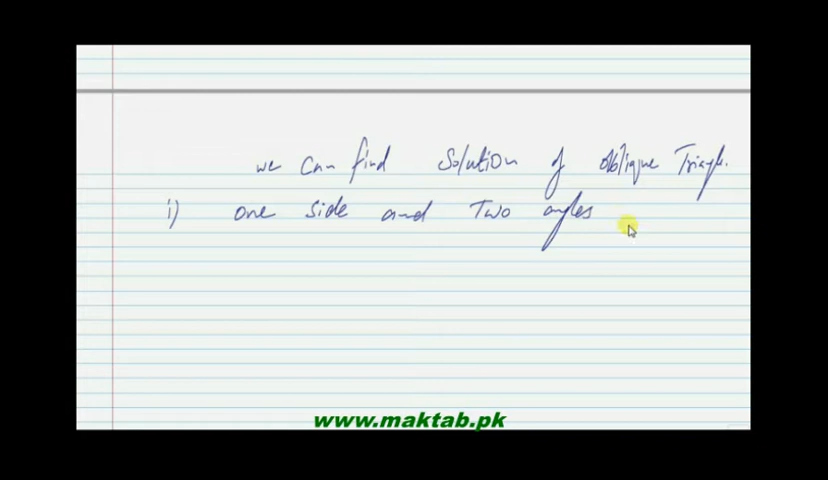 we can find Solution of oblique Triangle.
i) one side and Two angles
www.maktab.pk